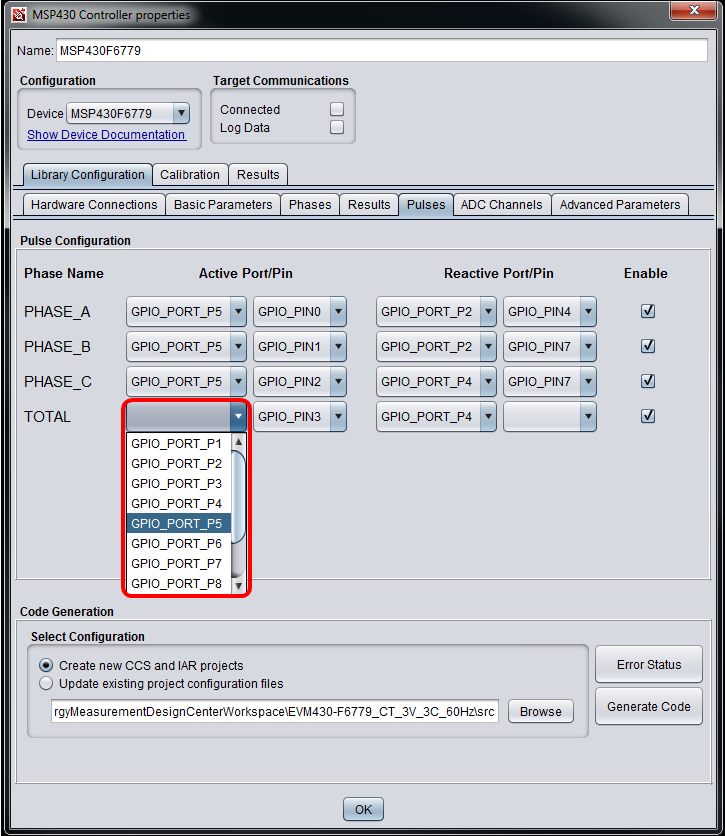 MSP430 Controller properties
Name: MSP430F6779
Configuration
Target Communications
Device MSP430F6779
Show Device Documentation
Connected
Log Data
Library Configuration Calibration Results
Hardware Connections Basic Parameters Phases Results Pulses ADC Channels Advanced Parameters
Pulse Configuration
Phase Name Active Port/Pin Reactive Port/Pin Enable
PHASE_A GPIO_PORT_P5 GPIO_PIN0 GPIO_PORT_P2 GPIO_PIN4
PHASE_B GPIO_PORT_P5 GPIO_PIN1 GPIO_PORT_P2 GPIO_PIN7
PHASE_C GPIO_PORT_P5 GPIO_PIN2 GPIO_PORT_P4 GPIO_PIN7
TOTAL GPIO_PIN3 GPIO_PORT_P4
GPIO_PORT_P1
GPIO_PORT_P2
GPIO_PORT_P3
GPIO_PORT_P4
GPIO_PORT_P5
GPIO_PORT_P6
GPIO_PORT_P7
GPIO_PORT_P8
Code Generation
Select Configuration
Create new CCS and IAR projects
Update existing project configuration files
rgyMeasurementDesignCenterWorkspace\EVM430-F6779_CT_3V_3C_60Hz\src
Browse
Error Status
Generate Code
OK